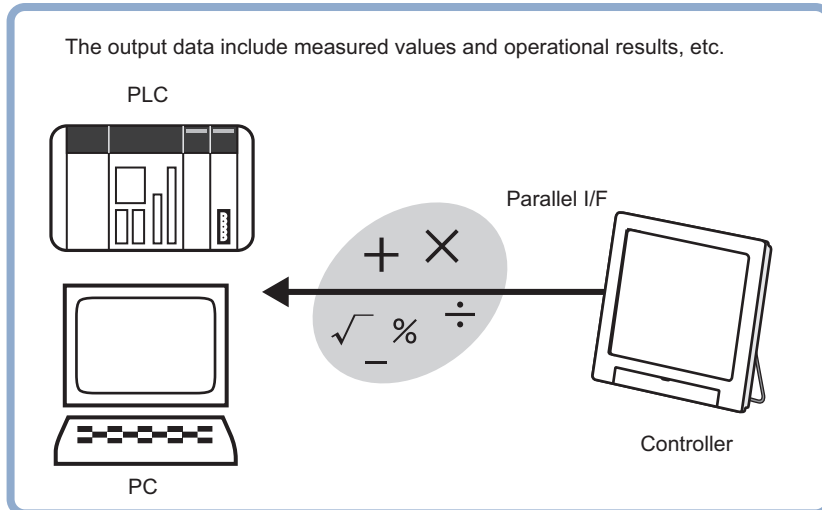 The output data include measured values and operational results, etc.
PLC
Parallel I/F
+ ×
√ % ÷
−
Controller
PC